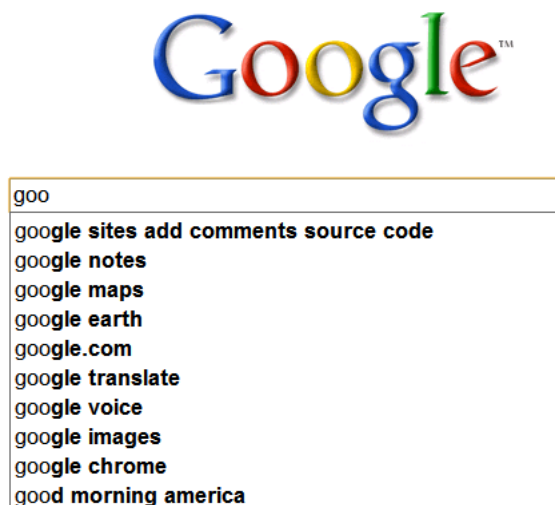 Google™
goo
google sites add comments source code
google notes
google maps
google earth
google.com
google translate
google voice
google images
google chrome
good morning america